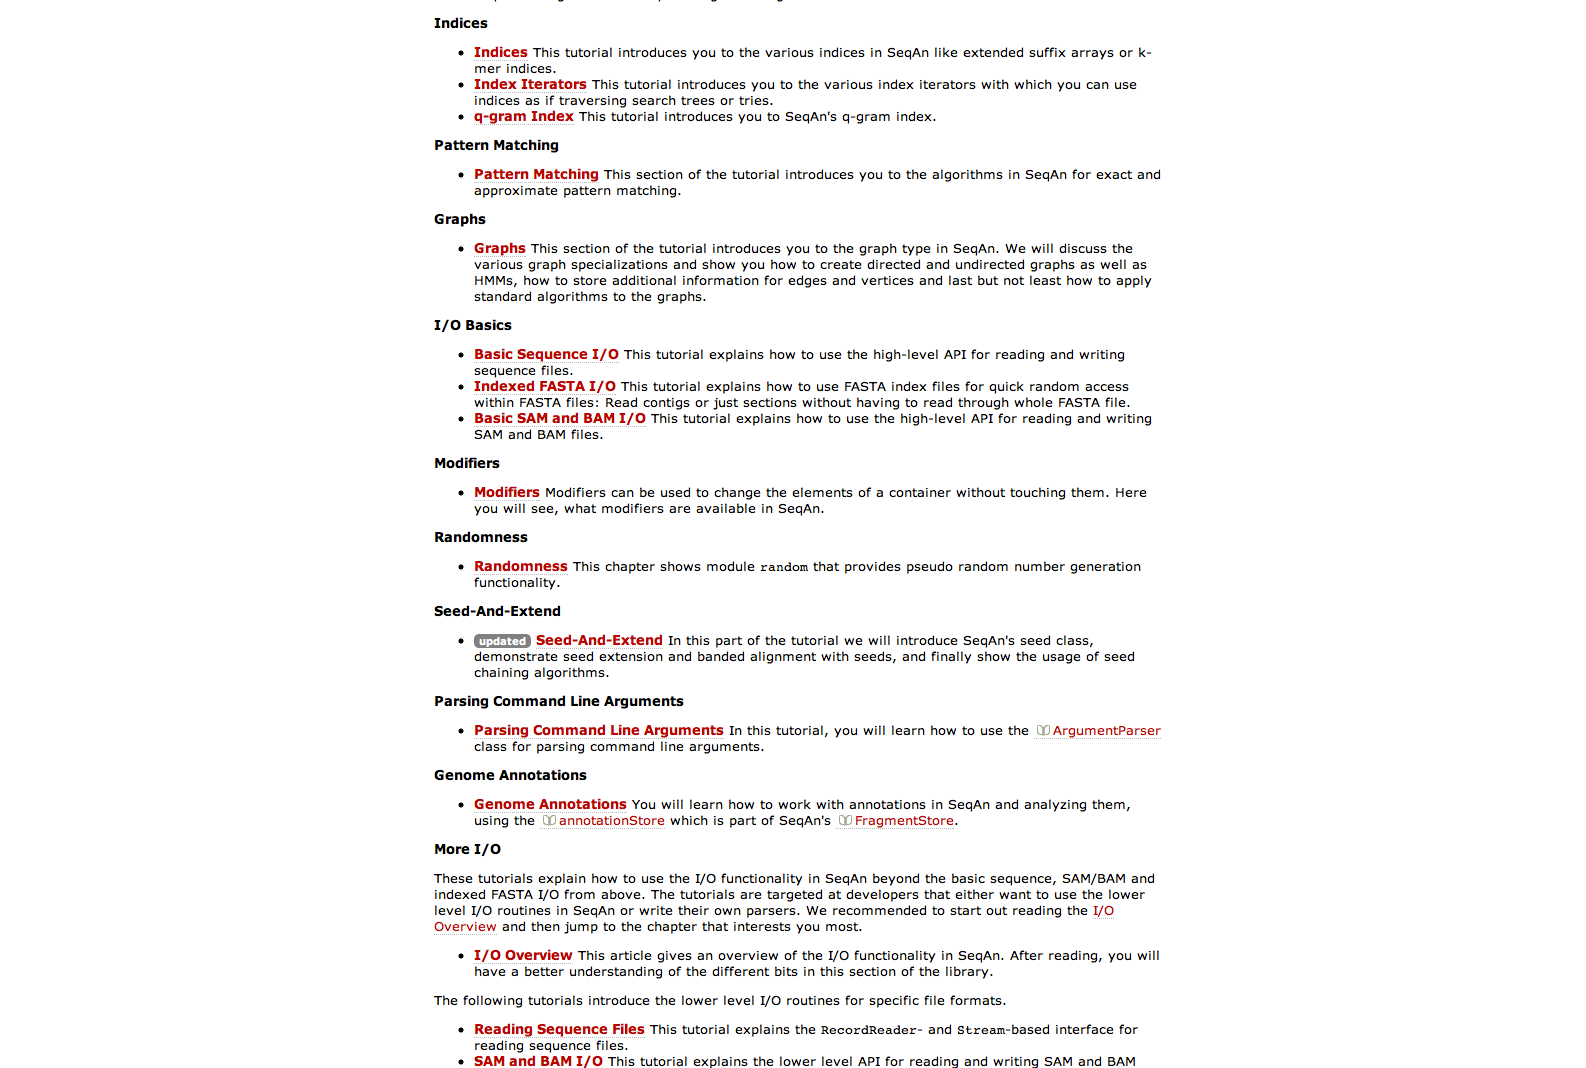 Indices
Indices This tutorial introduces you to the various indices in SeqAn like extended suffix arrays or k-
mer indices.
Index Iterators This tutorial introduces you to the various index iterators with which you can use
indices as if traversing search trees or tries.
q-gram Index This tutorial introduces you to SeqAn's q-gram index.
Pattern Matching
Pattern Matching This section of the tutorial introduces you to the algorithms in SeqAn for exact and
approximate pattern matching.
Graphs
Graphs This section of the tutorial introduces you to the graph type in SeqAn. We will discuss the
various graph specializations and show you how to create directed and undirected graphs as well as
HMMs, how to store additional information for edges and vertices and last but not least how to apply
standard algorithms to the graphs.
I/O Basics
Basic Sequence I/O This tutorial explains how to use the high-level API for reading and writing
sequence files.
Indexed FASTA I/O This tutorial explains how to use FASTA index files for quick random access
within FASTA files: Read contigs or just sections without having to read through whole FASTA file.
Basic SAM and BAM I/O This tutorial explains how to use the high-level API for reading and writing
SAM and BAM files.
Modifiers
Modifiers Modifiers can be used to change the elements of a container without touching them. Here
you will see, what modifiers are available in SeqAn.
Randomness
Randomness This chapter shows module random that provides pseudo random number generation
functionality.
Seed-And-Extend
updated Seed-And-Extend In this part of the tutorial we will introduce SeqAn's seed class,
demonstrate seed extension and banded alignment with seeds, and finally show the usage of seed
chaining algorithms.
Parsing Command Line Arguments
Parsing Command Line Arguments In this tutorial, you will learn how to use the ArgumentParser
class for parsing command line arguments.
Genome Annotations
Genome Annotations You will learn how to work with annotations in SeqAn and analyzing them,
using the annotationStore which is part of SeqAn's FragmentStore.
More I/O
These tutorials explain how to use the I/O functionality in SeqAn beyond the basic sequence, SAM/BAM and
indexed FASTA I/O from above. The tutorials are targeted at developers that either want to use the lower
level I/O routines in SeqAn or write their own parsers. We recommended to start out reading the I/O
Overview and then jump to the chapter that interests you most.
I/O Overview This article gives an overview of the I/O functionality in SeqAn. After reading, you will
have a better understanding of the different bits in this section of the library.
The following tutorials introduce the lower level I/O routines for specific file formats.
Reading Sequence Files This tutorial explains the RecordReader- and Stream-based interface for
reading sequence files.
SAM and BAM I/O This tutorial explains the lower level API for reading and writing SAM and BAM